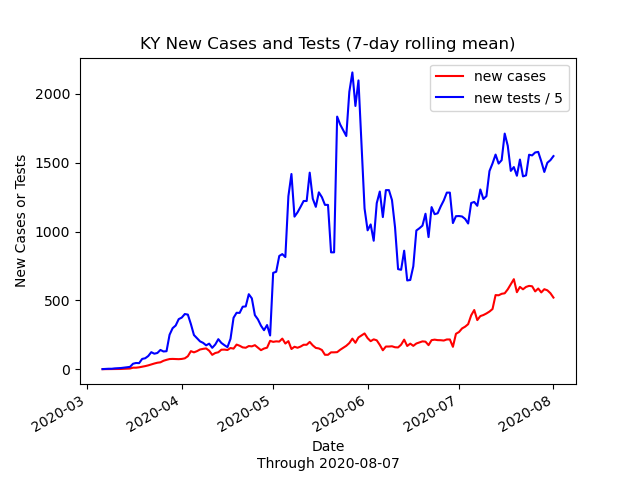 KY New Cases and Tests (7-day rolling mean)
new cases
new tests / 5
2000
1500
1000
500
0
New Cases or Tests
2020-03
2020-04
2020-05
2020-06
2020-07
2020-08
Date
Through 2020-08-07